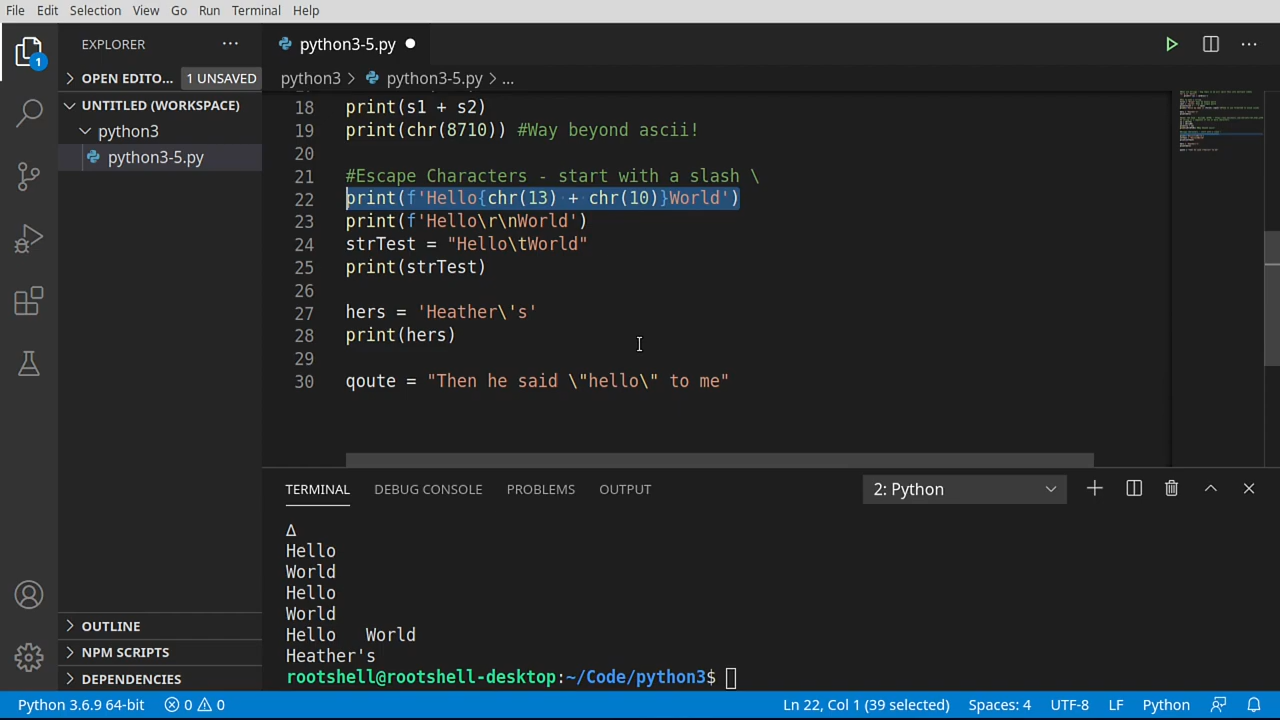 File Edit Selection View Go Run Terminal Help
EXPLORER ···
python3-5.py ●
1
OPEN EDITO... 1 UNSAVED
python3 > python3-5.py > ...
UNTITLED (WORKSPACE)
python3
python3-5.py
18 print(s1 + s2)
19 print(chr(8710)) #Way beyond ascii!
20
21 #Escape Characters - start with a slash \
22 print(f'Hello{chr(13) + chr(10)}World')
23 print(f'Hello\r\nWorld')
24 strTest = "Hello\tWorld"
25 print(strTest)
26
27 hers = 'Heather\'s'
28 print(hers)
29
30 qoute = "Then he said \"hello\" to me"
TERMINAL DEBUG CONSOLE PROBLEMS OUTPUT 2: Python
∆
Hello
World
Hello
World
Hello   World
Heather's
rootshell@rootshell-desktop:~/Code/python3$
OUTLINE
NPM SCRIPTS
DEPENDENCIES
Python 3.6.9 64-bit 0 0 Ln 22, Col 1 (39 selected) Spaces: 4 UTF-8 LF Python